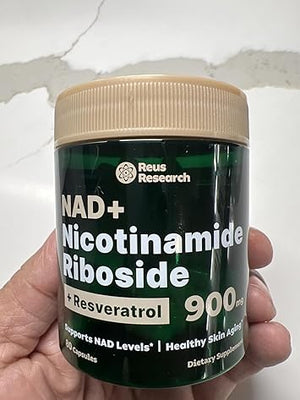 Reus
Research
NAD+
Nicotinamide
Riboside
+ Resveratrol
900mg
Supports NAD Levels* | Healthy Skin Aging
Capsules
Dietary Supplement